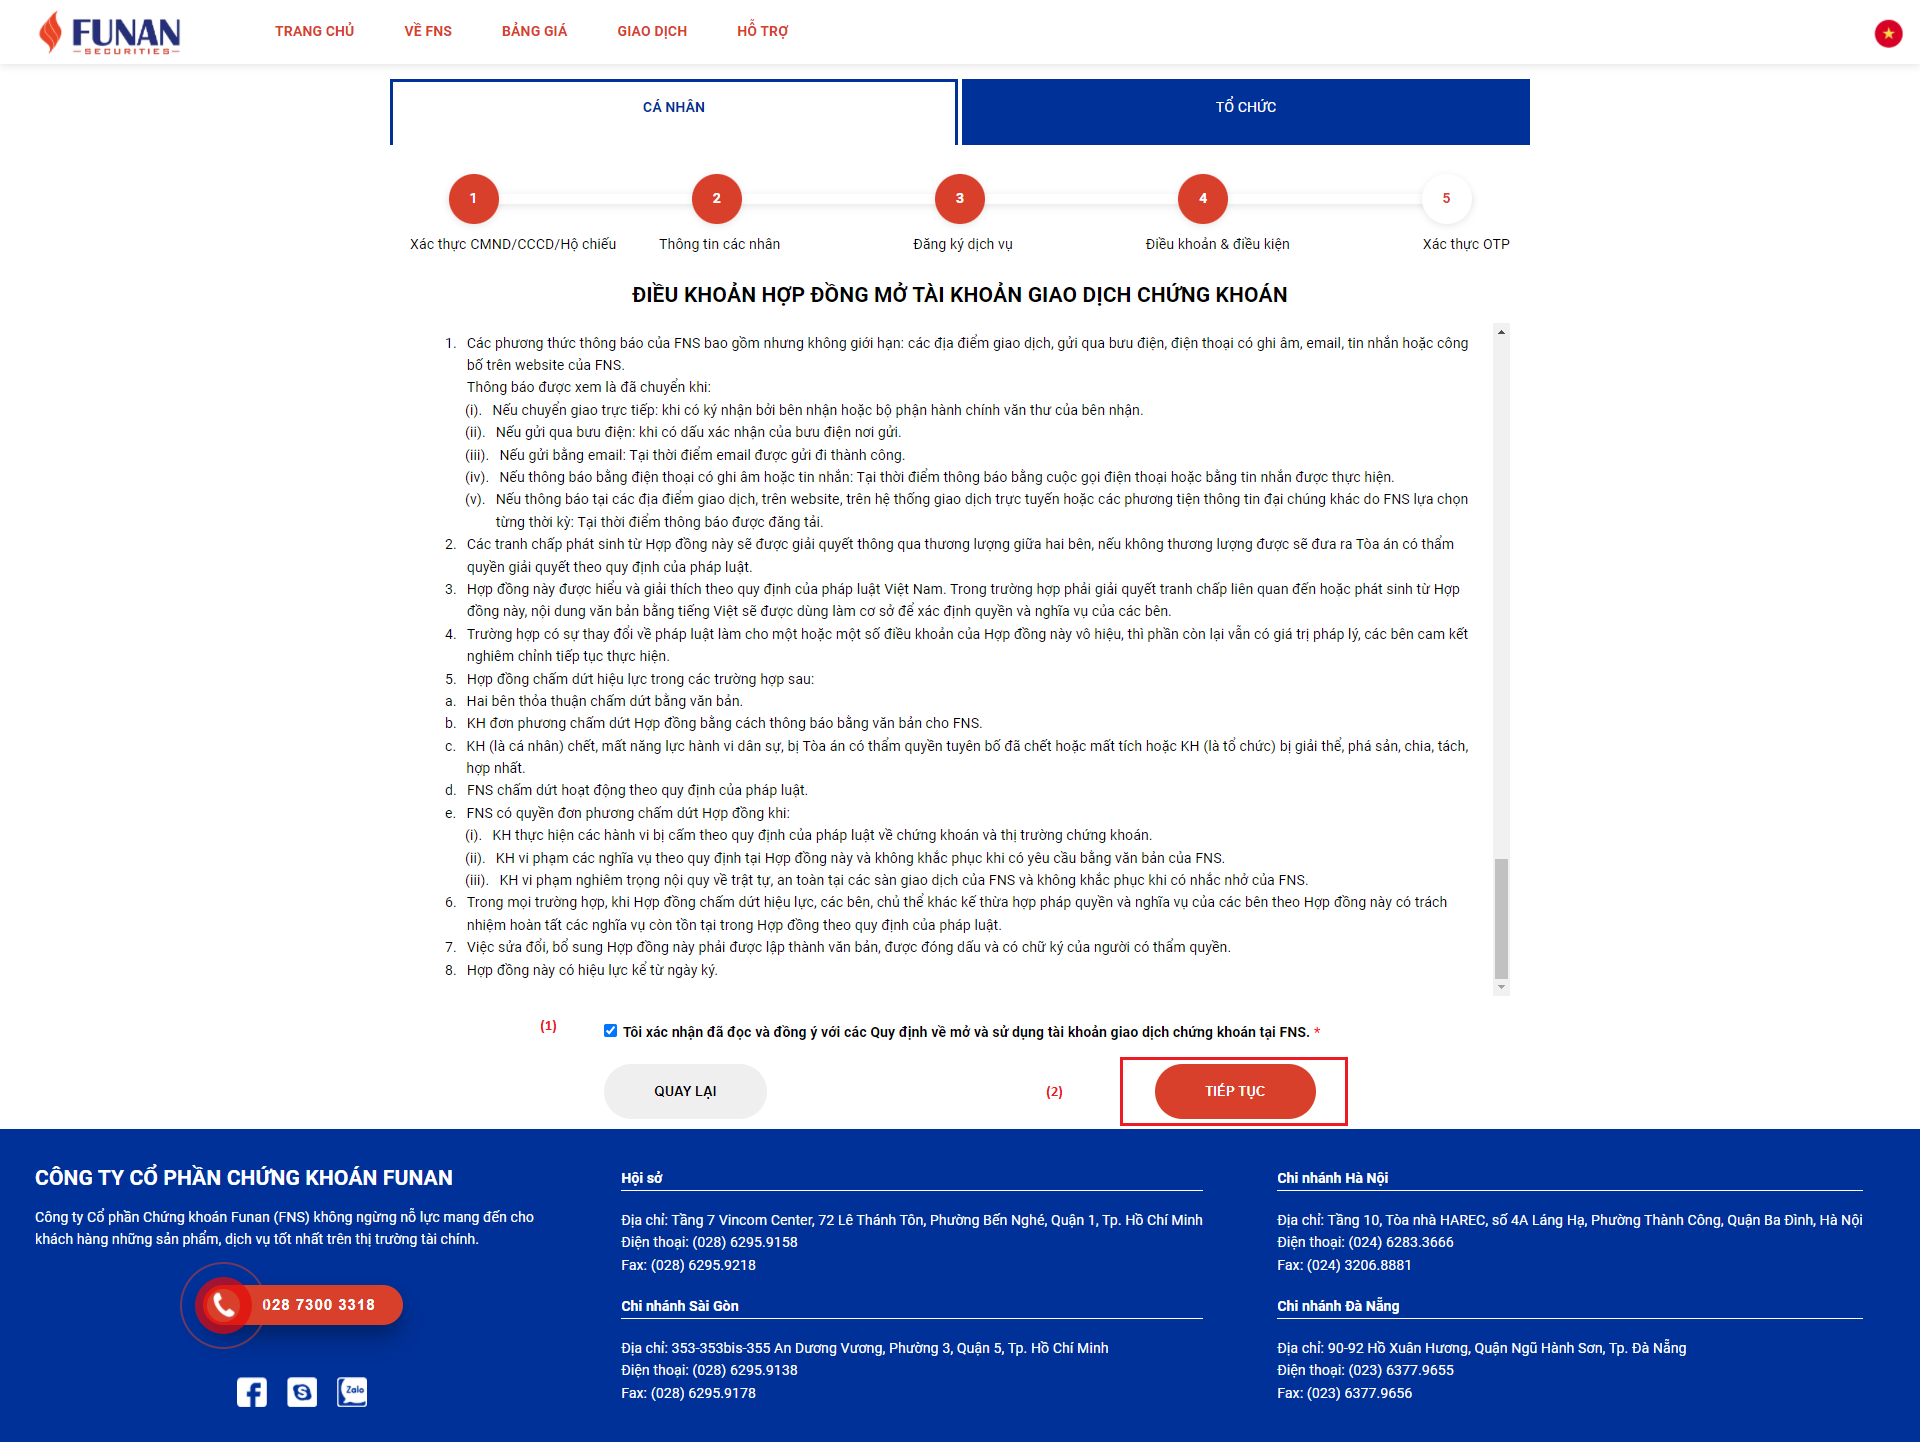 FUNAN
SECURITIES
TRANG CHỦ
VỀ FNS
BẢNG GIÁ
GIAO DỊCH
HỖ TRỢ
CÁ NHÂN
TỔ CHỨC
1
2
3
4
5
Xác thực CMND/CCCD/Hộ chiếu
Thông tin các nhân
Đăng ký dịch vụ
Điều khoản & điều kiện
Xác thực OTP
ĐIỀU KHOẢN HỢP ĐỒNG MỞ TÀI KHOẢN GIAO DỊCH CHỨNG KHOÁN
1. Các phương thức thông báo của FNS bao gồm nhưng không giới hạn: các địa điểm giao dịch, gửi qua bưu điện, điện thoại có ghi âm, email, tin nhắn hoặc công
bố trên website của FNS.
Thông báo được xem là đã chuyển khi:
(i). Nếu chuyển giao trực tiếp: khi có ký nhận bởi bên nhận hoặc bộ phận hành chính văn thư của bên nhận.
(ii). Nếu gửi qua bưu điện: khi có dấu xác nhận của bưu điện nơi gửi.
(iii). Nếu gửi bằng email: Tại thời điểm email được gửi đi thành công.
(iv). Nếu thông báo bằng điện thoại có ghi âm hoặc tin nhắn: Tại thời điểm thông báo bằng cuộc gọi điện thoại hoặc bằng tin nhắn được thực hiện.
(v). Nếu thông báo tại các địa điểm giao dịch, trên website, trên hệ thống giao dịch trực tuyến hoặc các phương tiện thông tin đại chúng khác do FNS lựa chọn
từng thời kỳ: Tại thời điểm thông báo được đăng tải.
2. Các tranh chấp phát sinh từ Hợp đồng này sẽ được giải quyết thông qua thương lượng giữa hai bên, nếu không thương lượng được sẽ đưa ra Tòa án có thẩm
quyền giải quyết theo quy định của pháp luật.
3. Hợp đồng này được hiểu và giải thích theo quy định của pháp luật Việt Nam. Trong trường hợp phải giải quyết tranh chấp liên quan đến hoặc phát sinh từ Hợp
đồng này, nội dung văn bản bằng tiếng Việt sẽ được dùng làm cơ sở để xác định quyền và nghĩa vụ của các bên.
4. Trường hợp có sự thay đổi về pháp luật làm cho một hoặc một số điều khoản của Hợp đồng này vô hiệu, thì phần còn lại vẫn có giá trị pháp lý, các bên cam kết
nghiêm chỉnh tiếp tục thực hiện.
5. Hợp đồng chấm dứt hiệu lực trong các trường hợp sau:
a. Hai bên thỏa thuận chấm dứt bằng văn bản.
b. KH đơn phương chấm dứt Hợp đồng bằng cách thông báo bằng văn bản cho FNS.
c. KH (là cá nhân) chết, mất năng lực hành vi dân sự, bị Tòa án có thẩm quyền tuyên bố đã chết hoặc mất tích hoặc KH (là tổ chức) bị giải thể, phá sản, chia, tách,
hợp nhất.
d. FNS chấm dứt hoạt động theo quy định của pháp luật.
e. FNS có quyền đơn phương chấm dứt Hợp đồng khi:
(i). KH thực hiện các hành vi bị cấm theo quy định của pháp luật về chứng khoán và thị trường chứng khoán.
(ii). KH vi phạm các nghĩa vụ theo quy định tại Hợp đồng này và không khắc phục khi có yêu cầu bằng văn bản của FNS.
(iii). KH vi phạm nghiêm trọng nội quy về trật tự, an toàn tại các sàn giao dịch của FNS và không khắc phục khi có nhắc nhở của FNS.
6. Trong mọi trường hợp, khi Hợp đồng chấm dứt hiệu lực, các bên, chủ thể khác kế thừa hợp pháp quyền và nghĩa vụ của các bên theo Hợp đồng này có trách
nhiệm hoàn tất các nghĩa vụ còn tồn tại trong Hợp đồng theo quy định của pháp luật.
7. Việc sửa đổi, bổ sung Hợp đồng này phải được lập thành văn bản, được đóng dấu và có chữ ký của người có thẩm quyền.
8. Hợp đồng này có hiệu lực kể từ ngày ký.
(1)
Tôi xác nhận đã đọc và đồng ý với các Quy định về mở và sử dụng tài khoản giao dịch chứng khoán tại FNS. *
QUAY LẠI
(2)
TIẾP TỤC
CÔNG TY CỔ PHẦN CHỨNG KHOÁN FUNAN
Công ty Cổ phần Chứng khoán Funan (FNS) không ngừng nỗ lực mang đến cho
khách hàng những sản phẩm, dịch vụ tốt nhất trên thị trường tài chính.
028 7300 3318
Zalo
Hội sở
Địa chỉ: Tầng 7 Vincom Center, 72 Lê Thánh Tôn, Phường Bến Nghé, Quận 1, Tp. Hồ Chí Minh
Điện thoại: (028) 6295.9158
Fax: (028) 6295.9218
Chi nhánh Sài Gòn
Địa chỉ: 353-353bis-355 An Dương Vương, Phường 3, Quận 5, Tp. Hồ Chí Minh
Điện thoại: (028) 6295.9138
Fax: (028) 6295.9178
Chi nhánh Hà Nội
Địa chỉ: Tầng 10, Tòa nhà HAREC, số 4A Láng Hạ, Phường Thành Công, Quận Ba Đình, Hà Nội
Điện thoại: (024) 6283.3666
Fax: (024) 3206.8881
Chi nhánh Đà Nẵng
Địa chỉ: 90-92 Hồ Xuân Hương, Quận Ngũ Hành Sơn, Tp. Đà Nẵng
Điện thoại: (023) 6377.9655
Fax: (023) 6377.9656